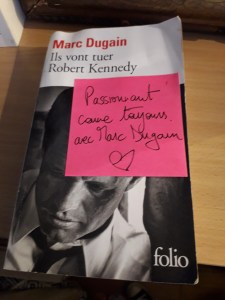 Marc Dugain
Ils vont tuer
Robert Kennedy
Passionnant
comme toujours.
avec Marc Dugain
folio